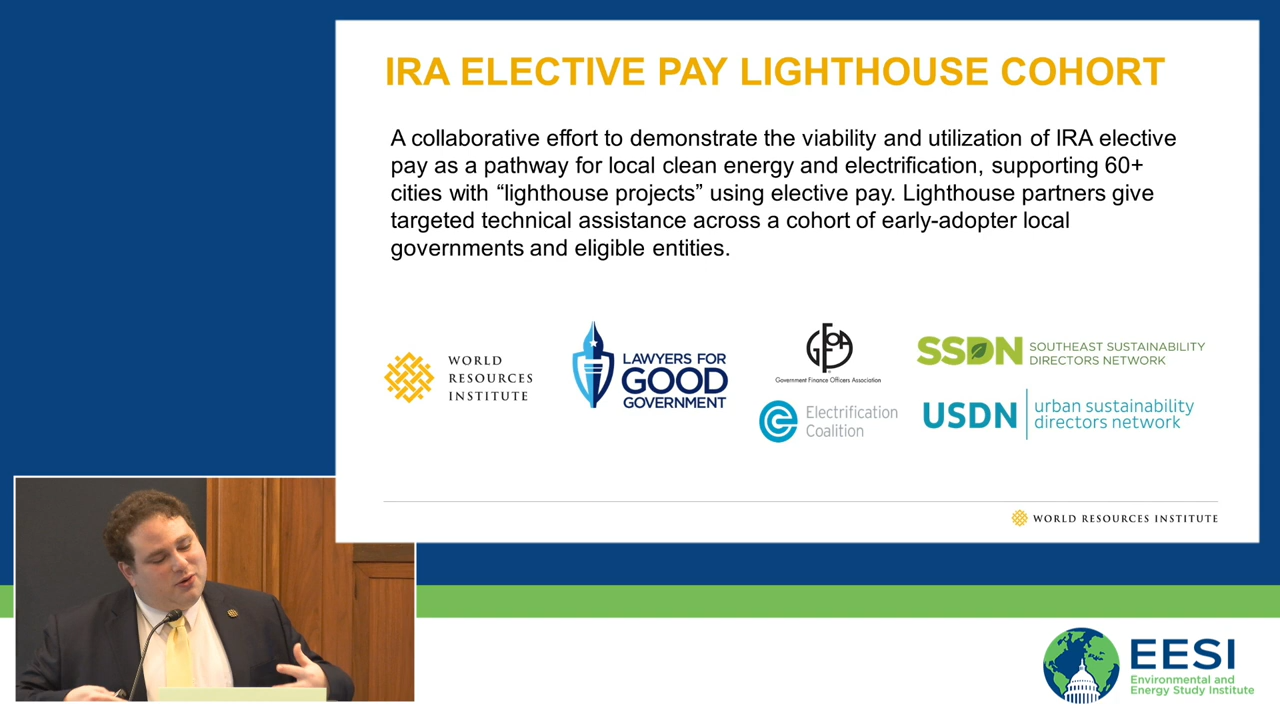 IRA ELECTIVE PAY LIGHTHOUSE COHORT
A collaborative effort to demonstrate the viability and utilization of IRA elective
pay as a pathway for local clean energy and electrification, supporting 60+
cities with “lighthouse projects” using elective pay. Lighthouse partners give
targeted technical assistance across a cohort of early-adopter local
governments and eligible entities.
WORLD
RESOURCES
INSTITUTE
LAWYERS FOR
GOOD
GOVERNMENT
GFOA
Government Finance Officers Association
Electrification
Coalition
SSDN SOUTHEAST SUSTAINABILITY
DIRECTORS NETWORK
USDN urban sustainability
directors network
WORLD RESOURCES INSTITUTE
EESI
Environmental and
Energy Study Institute